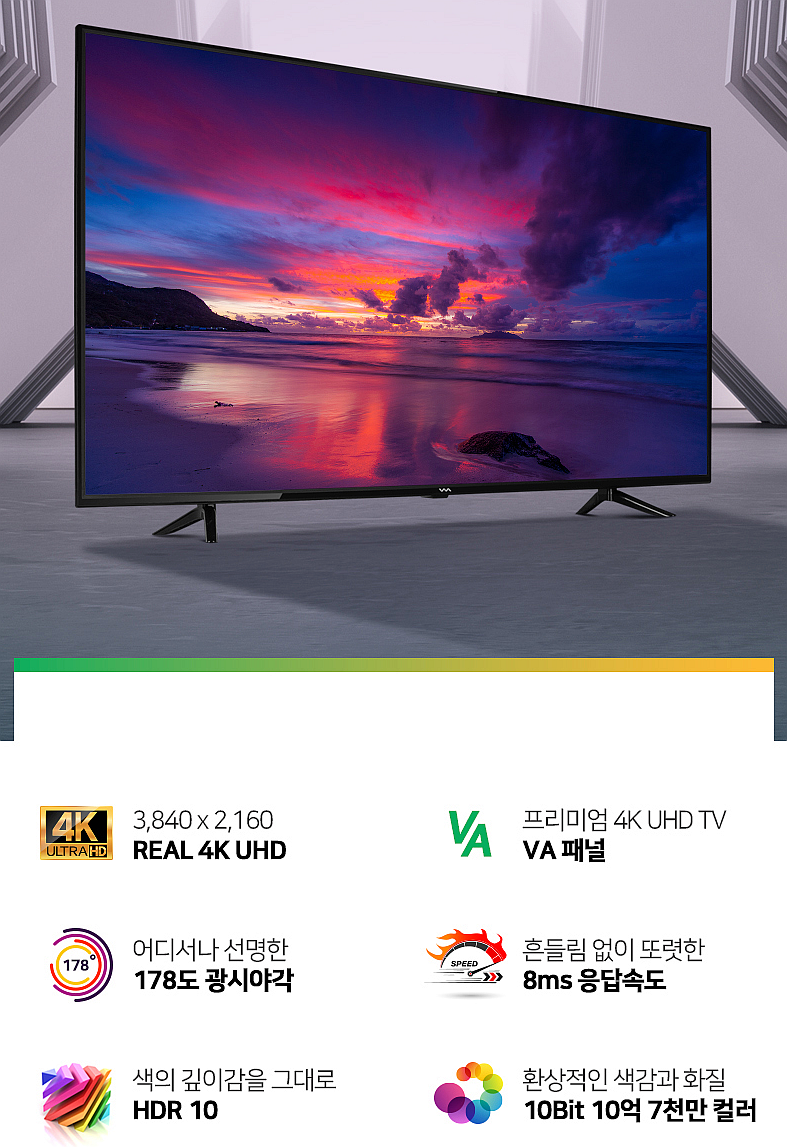 4K
ULTRA HD
3,840 x 2,160
REAL 4K UHD
VA
프리미엄 4K UHD TV
VA 패널
178°
어디서나 선명한
178도 광시야각
SPEED
흔들림 없이 또렷한
8ms 응답속도
색의 깊이감을 그대로
HDR 10
환상적인 색감과 화질
10Bit 10억 7천만 컬러